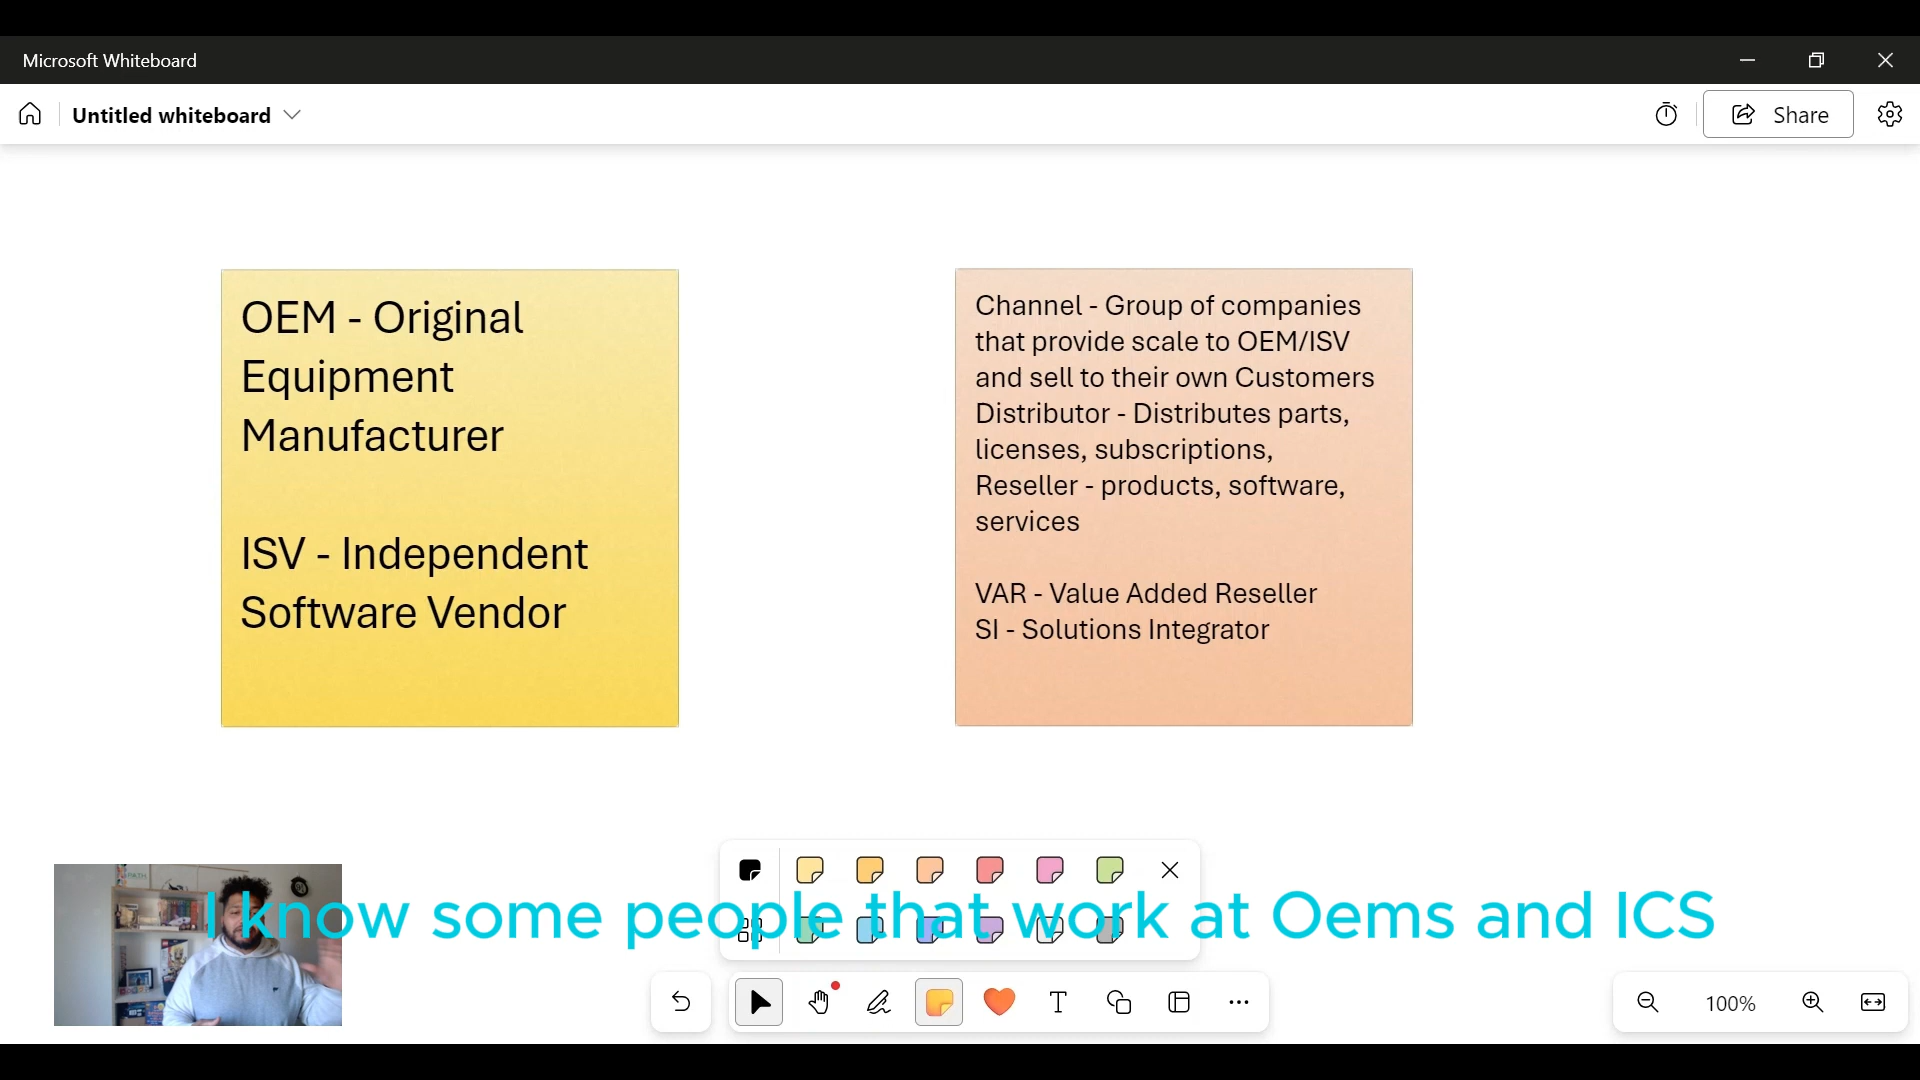 Microsoft Whiteboard
Untitled whiteboard
Share
OEM - Original
Equipment
Manufacturer
ISV - Independent
Software Vendor
Channel - Group of companies
that provide scale to OEM/ISV
and sell to their own Customers
Distributor - Distributes parts,
licenses, subscriptions,
Reseller - products, software,
services
VAR - Value Added Reseller
SI - Solutions Integrator
I know some people that work at Oems and ICS
100%